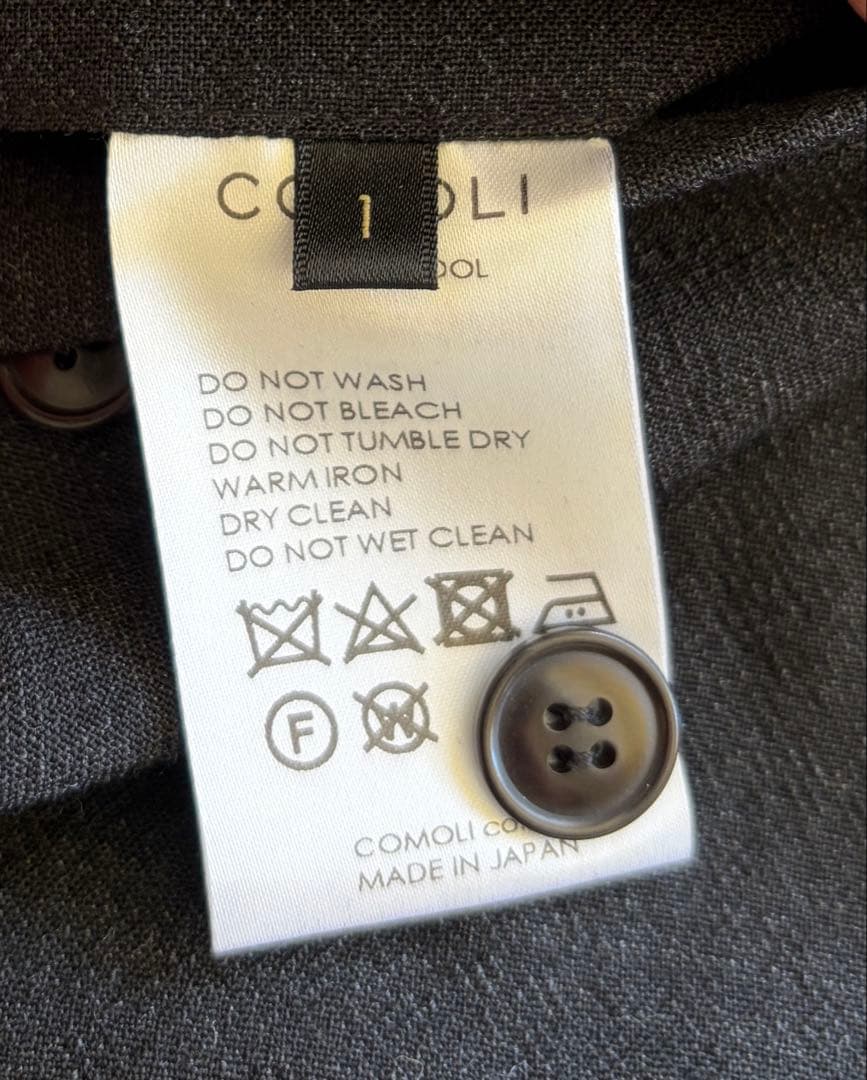 1
DO NOT WASH
DO NOT BLEACH
DO NOT TUMBLE DRY
WARM IRON
DRY CLEAN
DO NOT WET CLEAN
F W
COMOLI
MADE IN JAPAN